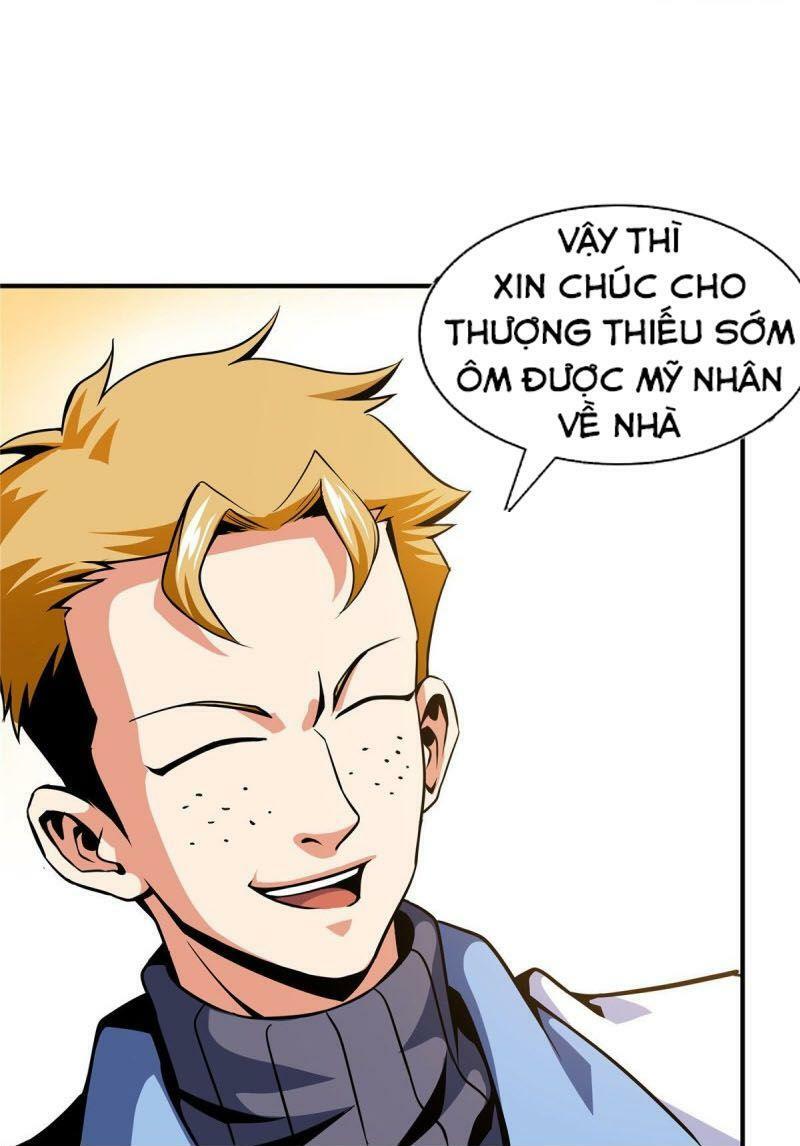 VẬY THÌ
XIN CHÚC CHO
THƯỢNG THIẾU SỚM
ÔM ĐƯỢC MỸ NHÂN
VỀ NHÀ